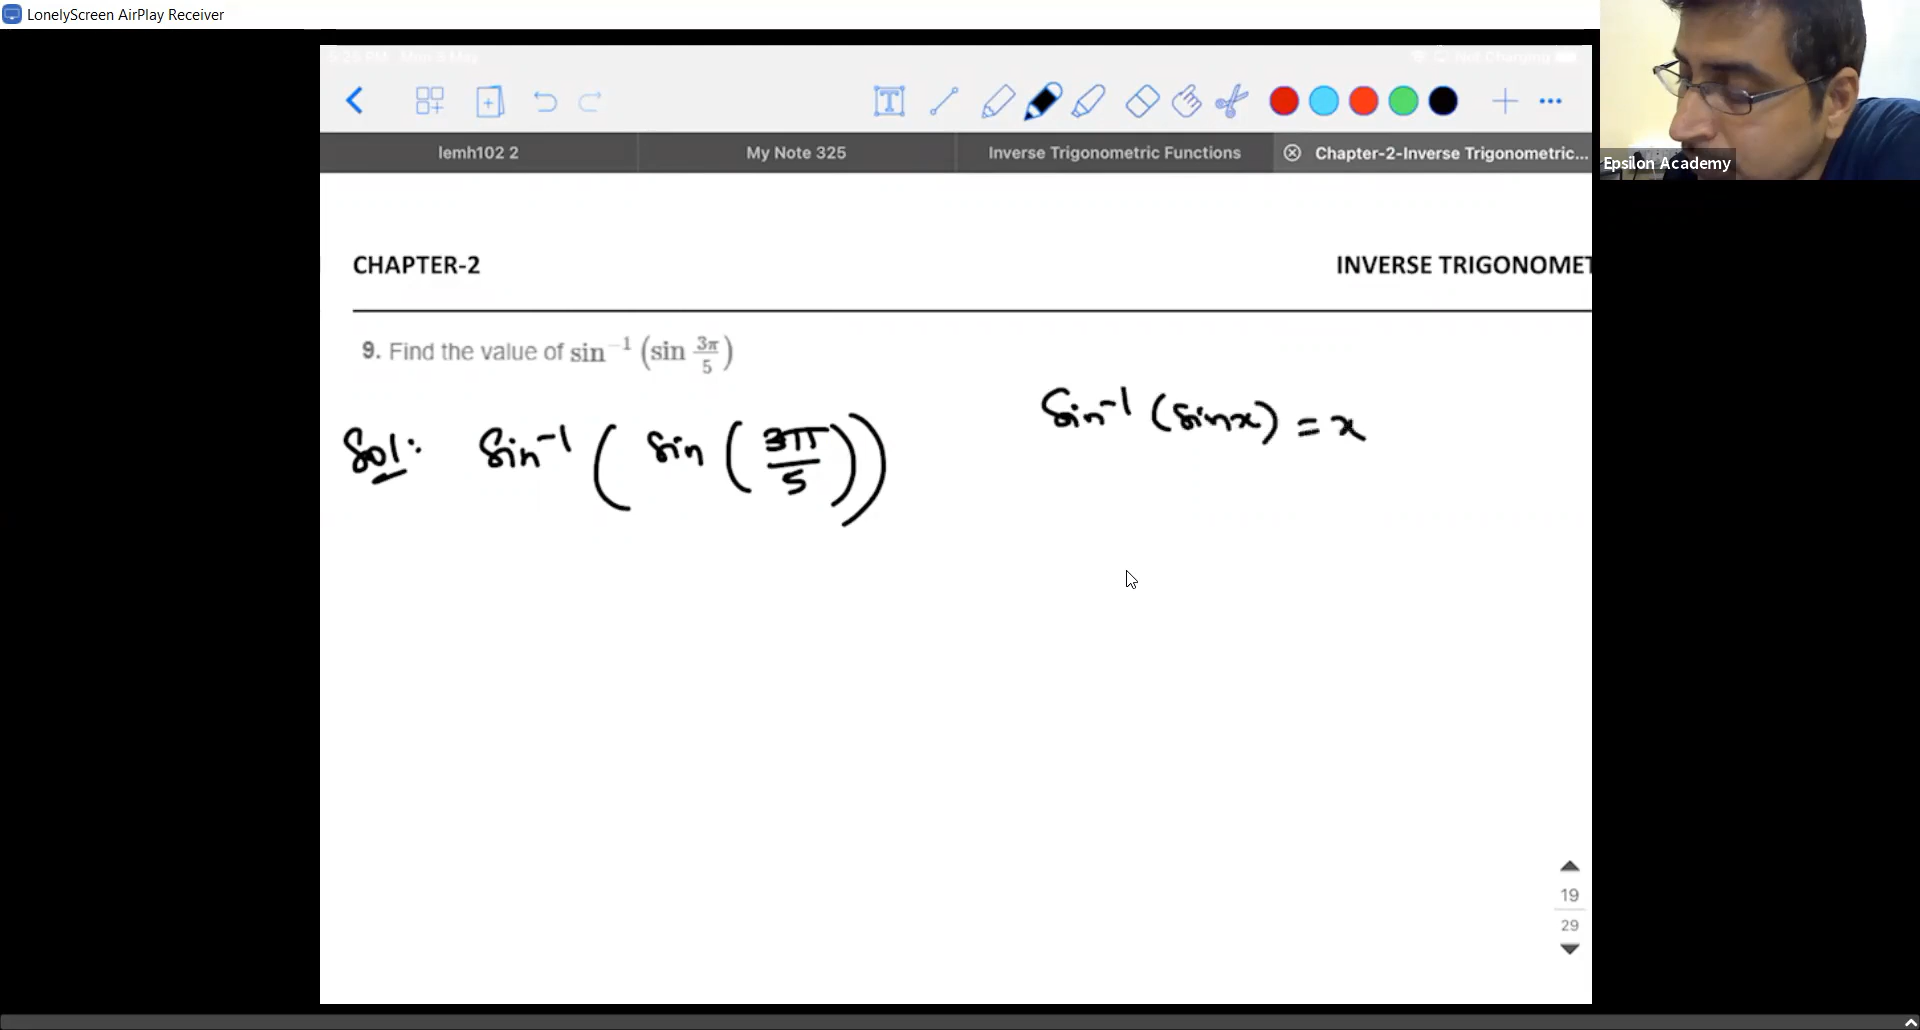 LonelyScreen AirPlay Receiver
lemh102 2
My Note 325
Inverse Trigonometric Functions
Chapter-2-Inverse Trigonometric...
Epsilon Academy
CHAPTER-2
INVERSE TRIGONOMET
9. Find the value of sin⁻¹ (sin 3π/5)
Sin⁻¹ (sinx) = x
Sol: Sin⁻¹ ( sin ( 3π/5 ))
19
29